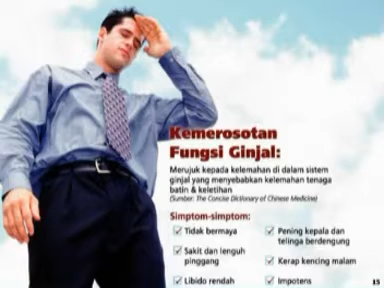 Kemerosotan
Fungsi Ginjal:
Merujuk kepada kelemahan di dalam sistem
ginjal yang menyebabkan kelemahan tenaga
batin & keletihan
(Sumber: The Concise Dictionary of Chinese Medicine)
Simptom-simptom:
Tidak bermaya
Sakit dan lenguh
pinggang
Libido rendah
Pening kepala dan
telinga berdengung
Kerap kencing malam
Impotens
13